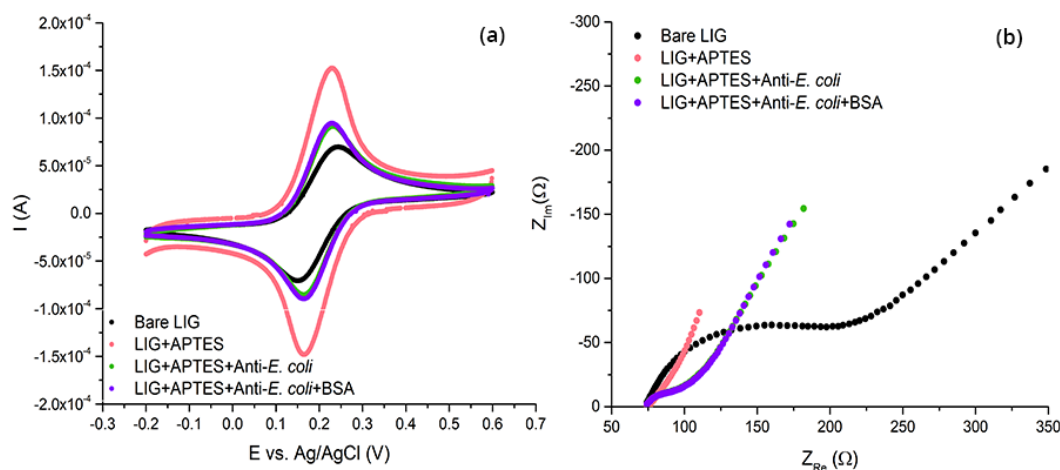 (a)
2.0x10⁻⁴
1.5x10⁻⁴
1.0x10⁻⁴
5.0x10⁻⁵
0.0
-5.0x10⁻⁵
-1.0x10⁻⁴
-1.5x10⁻⁴
-2.0x10⁻⁴
I (A)
Bare LIG
LIG+APTES
LIG+APTES+Anti-E. coli
LIG+APTES+Anti-E. coli+BSA
-0.3 -0.2 -0.1 0.0 0.1 0.2 0.3 0.4 0.5 0.6 0.7
E vs. Ag/AgCl (V)
(b)
Bare LIG
LIG+APTES
LIG+APTES+Anti-E. coli
LIG+APTES+Anti-E. coli+BSA
-300
-250
-200
-150
-100
-50
0
Z_Im(Ω)
50 100 150 200 250 300 350
Z_Re (Ω)